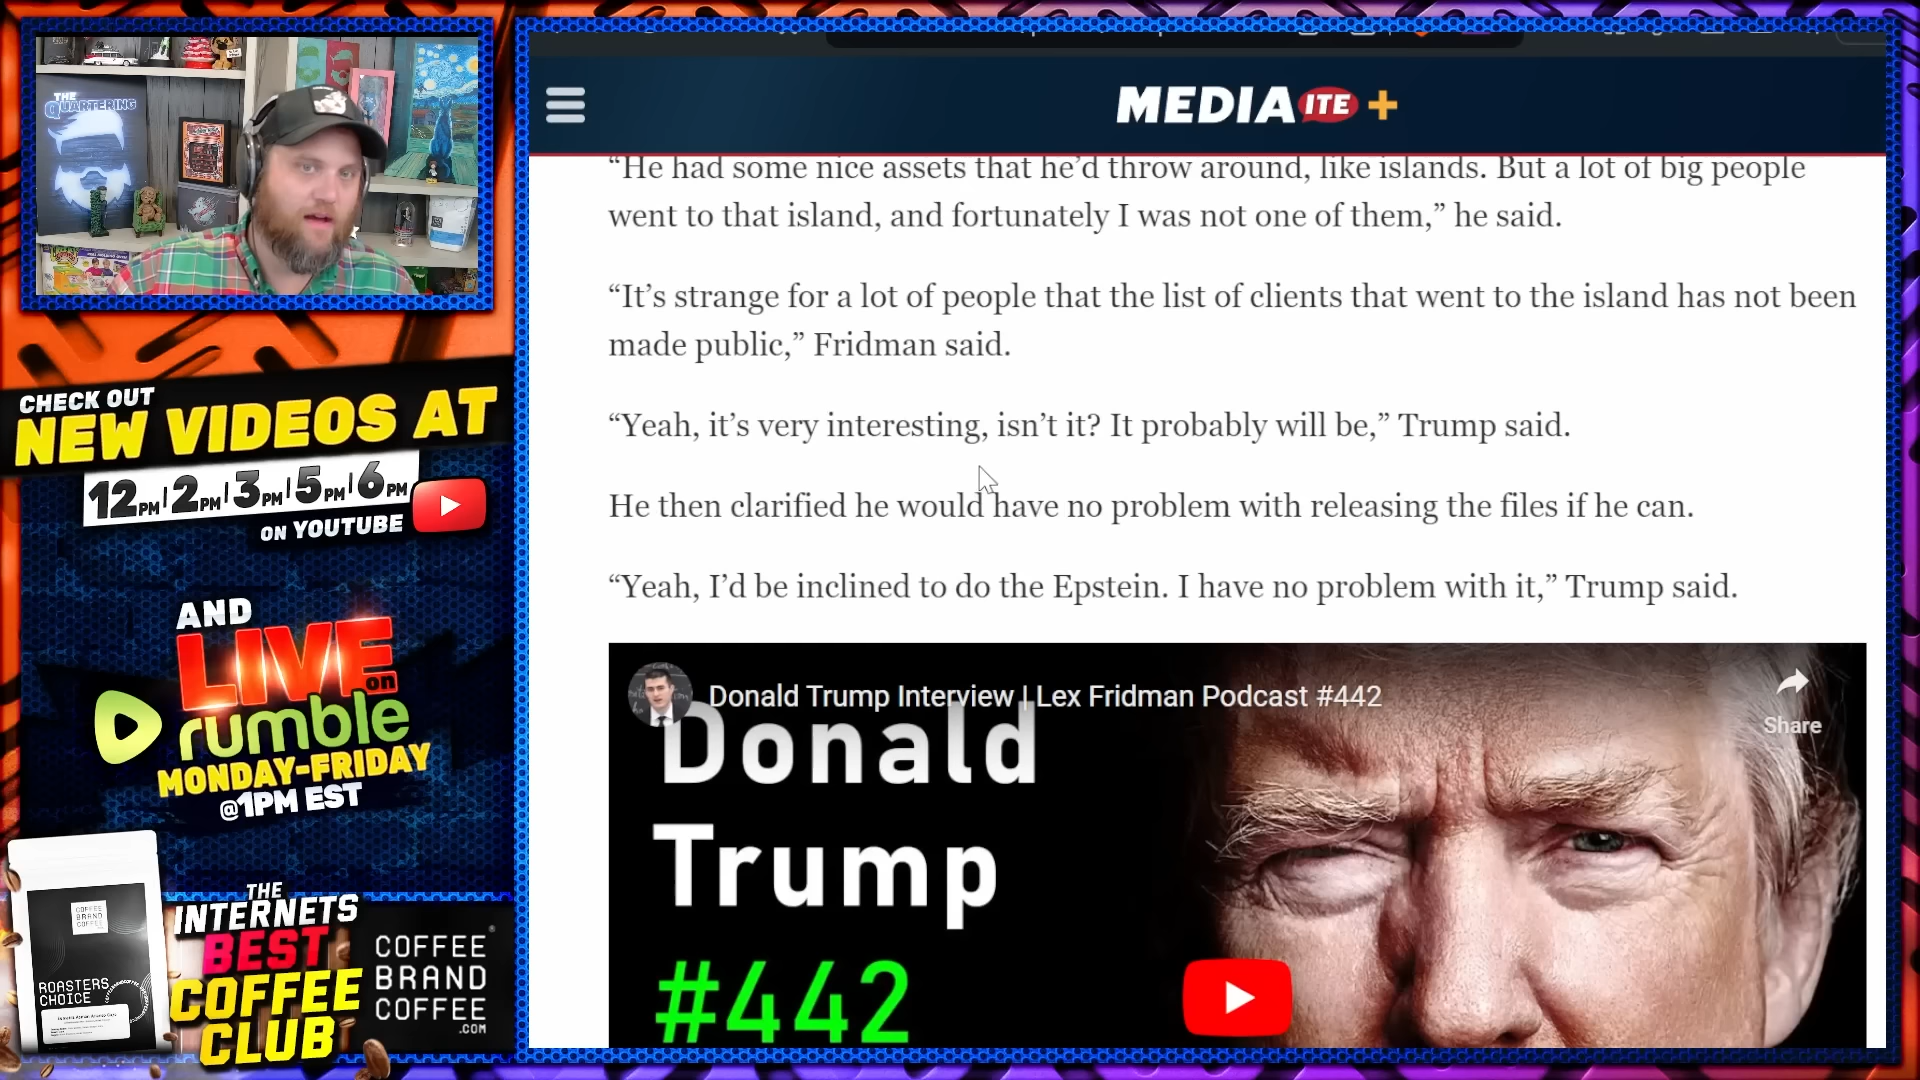 THE
QUARTERING
CHECK OUT
NEW VIDEOS AT
12PM | 2PM | 3PM | 5PM | 6PM
ON YOUTUBE
AND
LIVE
on
rumble
MONDAY-FRIDAY
@1PM EST
COFFEE
BRAND
COFFEE
ROASTERS
CHOICE
THE
INTERNETS
BEST
COFFEE
CLUB
COFFEE
BRAND
COFFEE
.COM
MEDIAITE+
“He had some nice assets that he’d throw around, like islands. But a lot of big people
went to that island, and fortunately I was not one of them,” he said.
“It’s strange for a lot of people that the list of clients that went to the island has not been
made public,” Fridman said.
“Yeah, it’s very interesting, isn’t it? It probably will be,” Trump said.
He then clarified he would have no problem with releasing the files if he can.
“Yeah, I’d be inclined to do the Epstein. I have no problem with it,” Trump said.
Donald Trump Interview | Lex Fridman Podcast #442
Share
Donald
Trump
#442